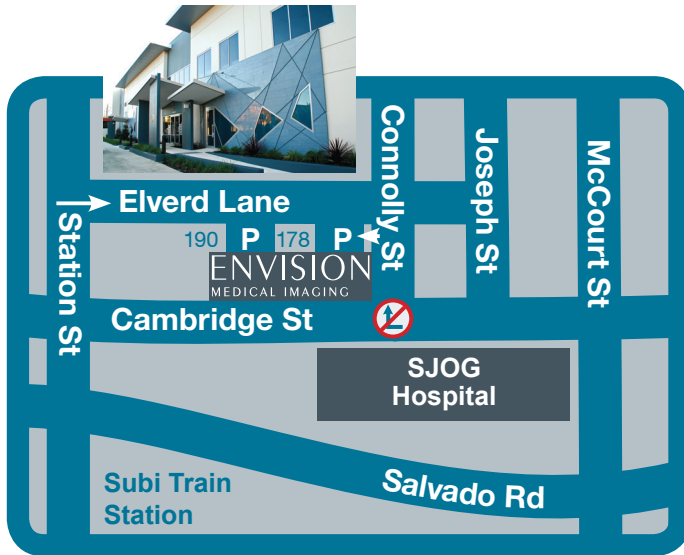 Connolly St
Joseph St
McCourt St
Elverd Lane
Station St
190 P 178 P
ENVISION
MEDICAL IMAGING
Cambridge St
SJOG
Hospital
Salvado Rd
Subi Train
Station